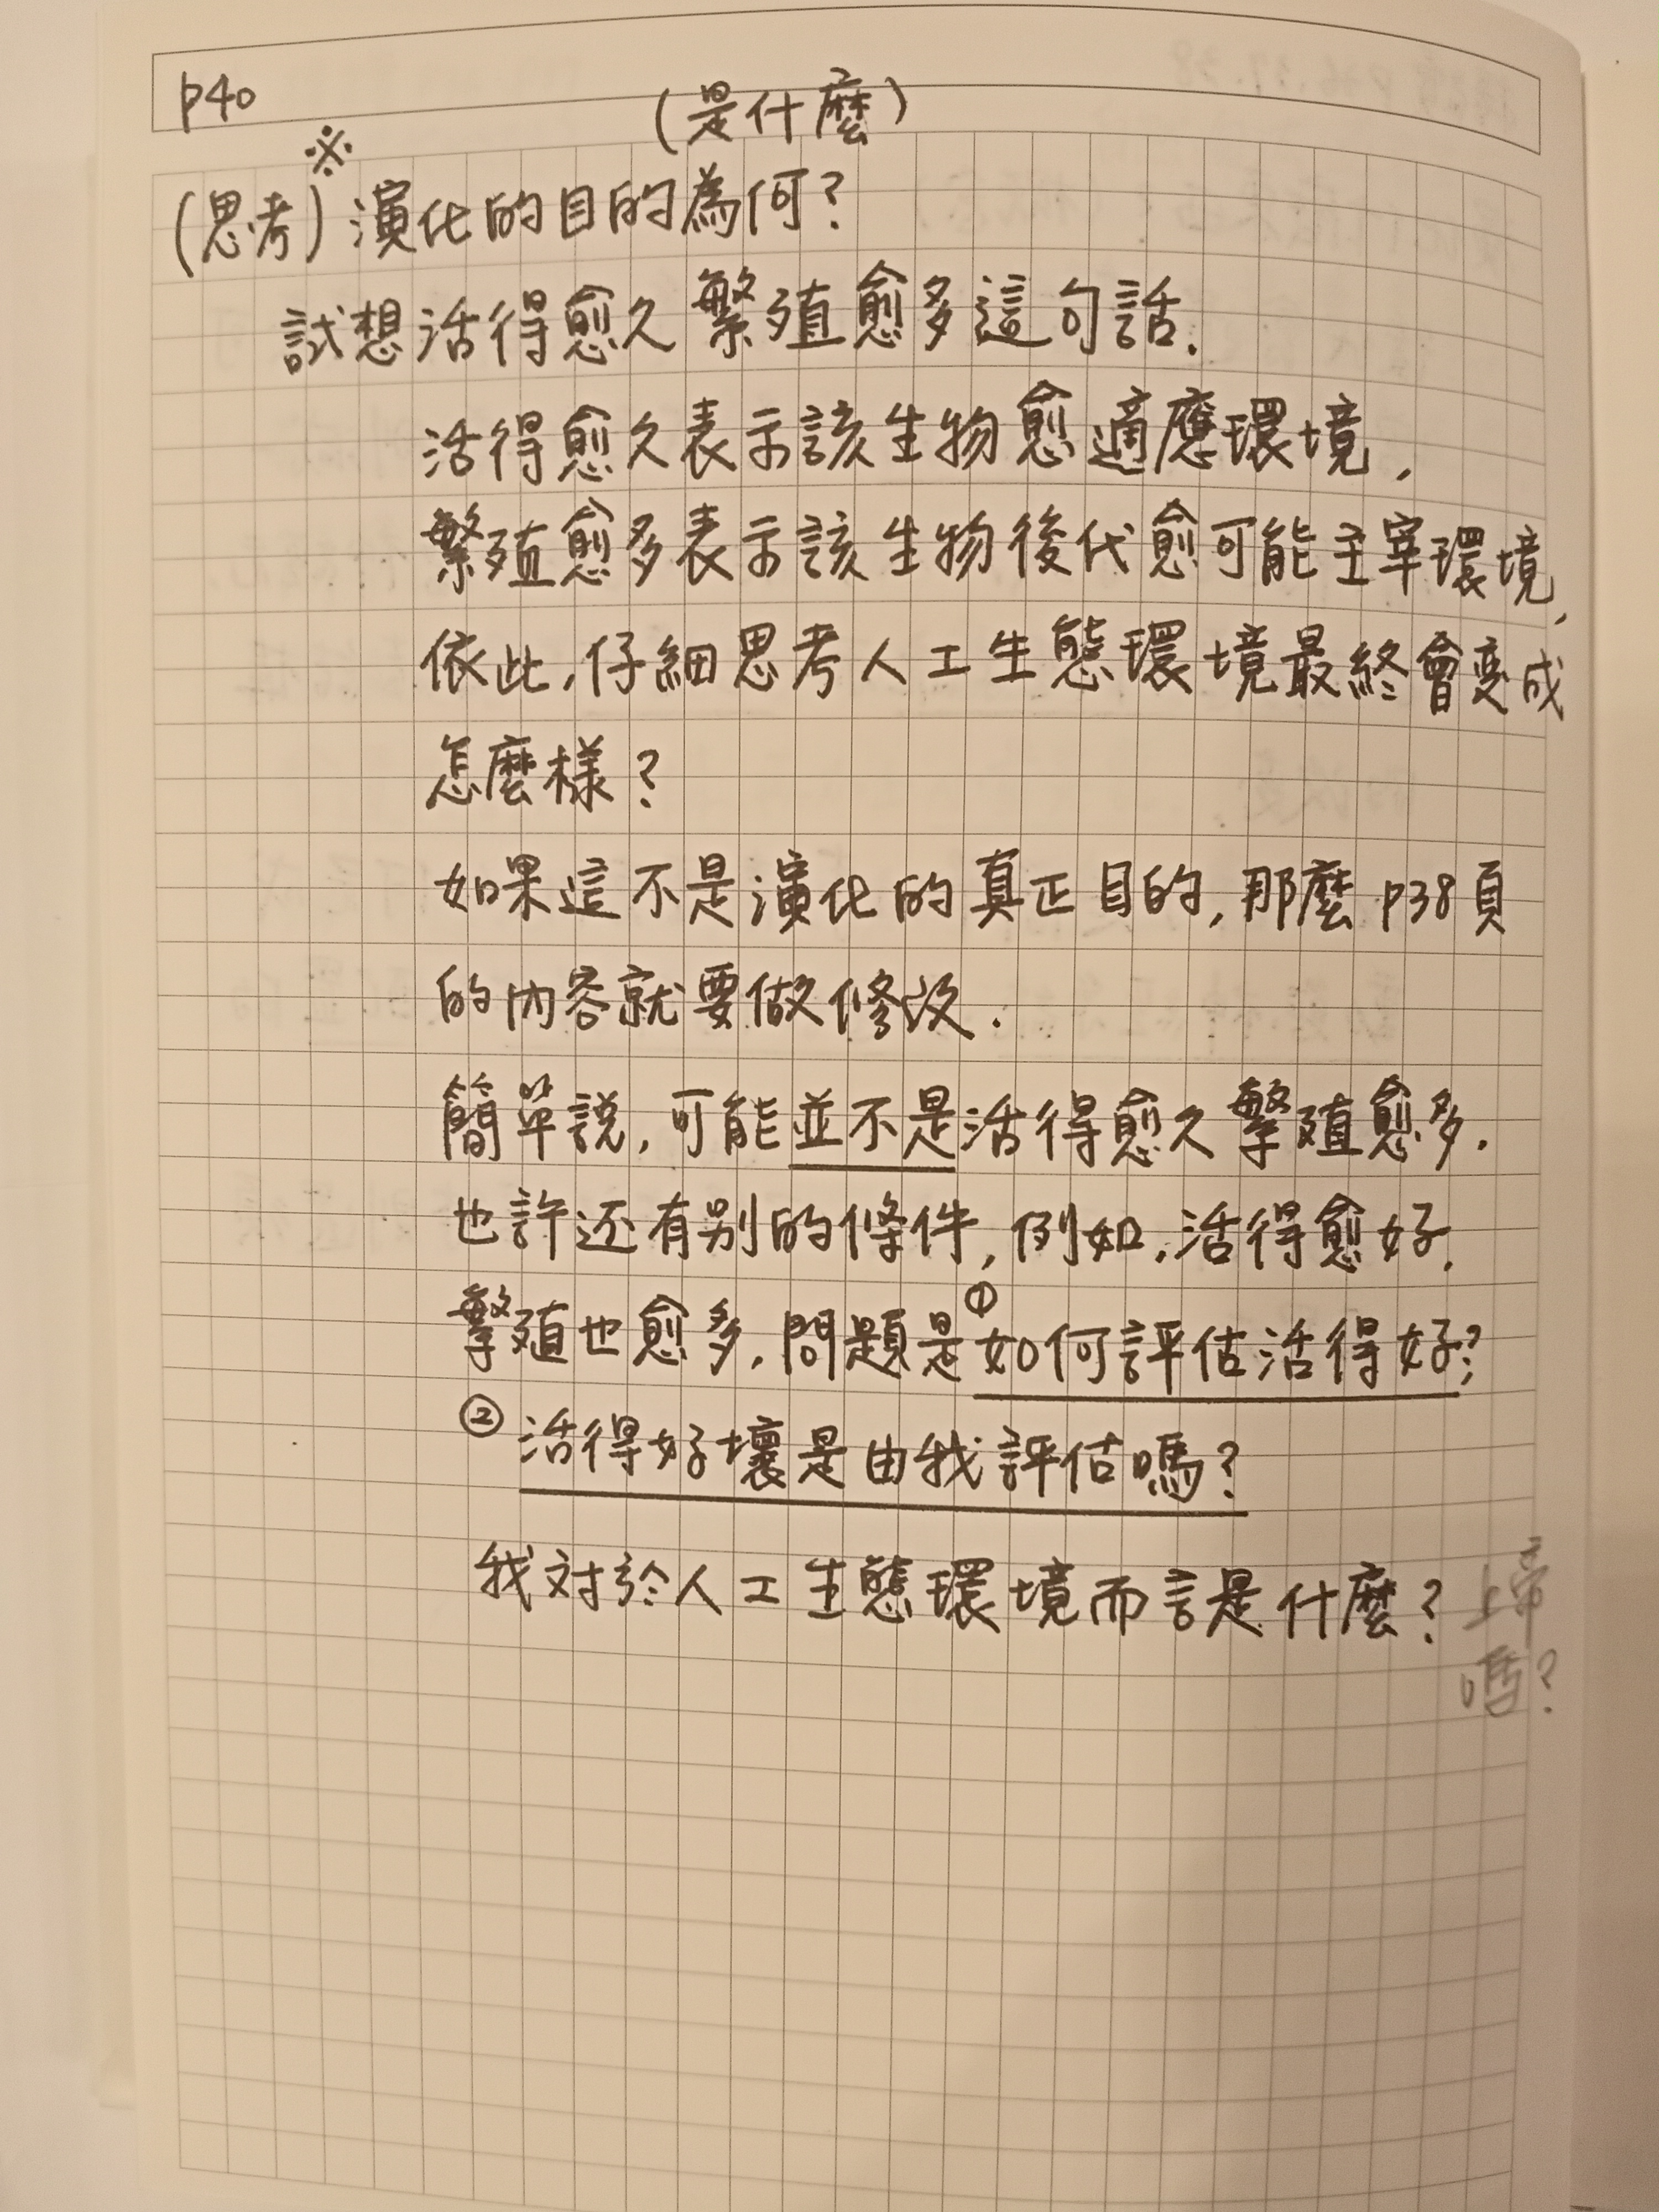 p40
(是什麼)
※
(思考) 演化的目的為何?
試想活得愈久繁殖愈多這句話.
活得愈久表示該生物愈適應環境,
繁殖愈多表示該生物後代愈可能主宰環境,
依此,仔細思考人工生態環境最終會變成
怎麼樣?
如果這不是演化的真正目的,那麼p38頁
的內容就要做修改.
簡單說,可能並不是活得愈久繁殖愈多.
也許还有別的條件,例如,活得愈好,
繁殖也愈多,問題是①如何評估活得好?
②活得好壞是由我評估嗎?
我对於人工生態環境而言是什麼?上帝
嗎?